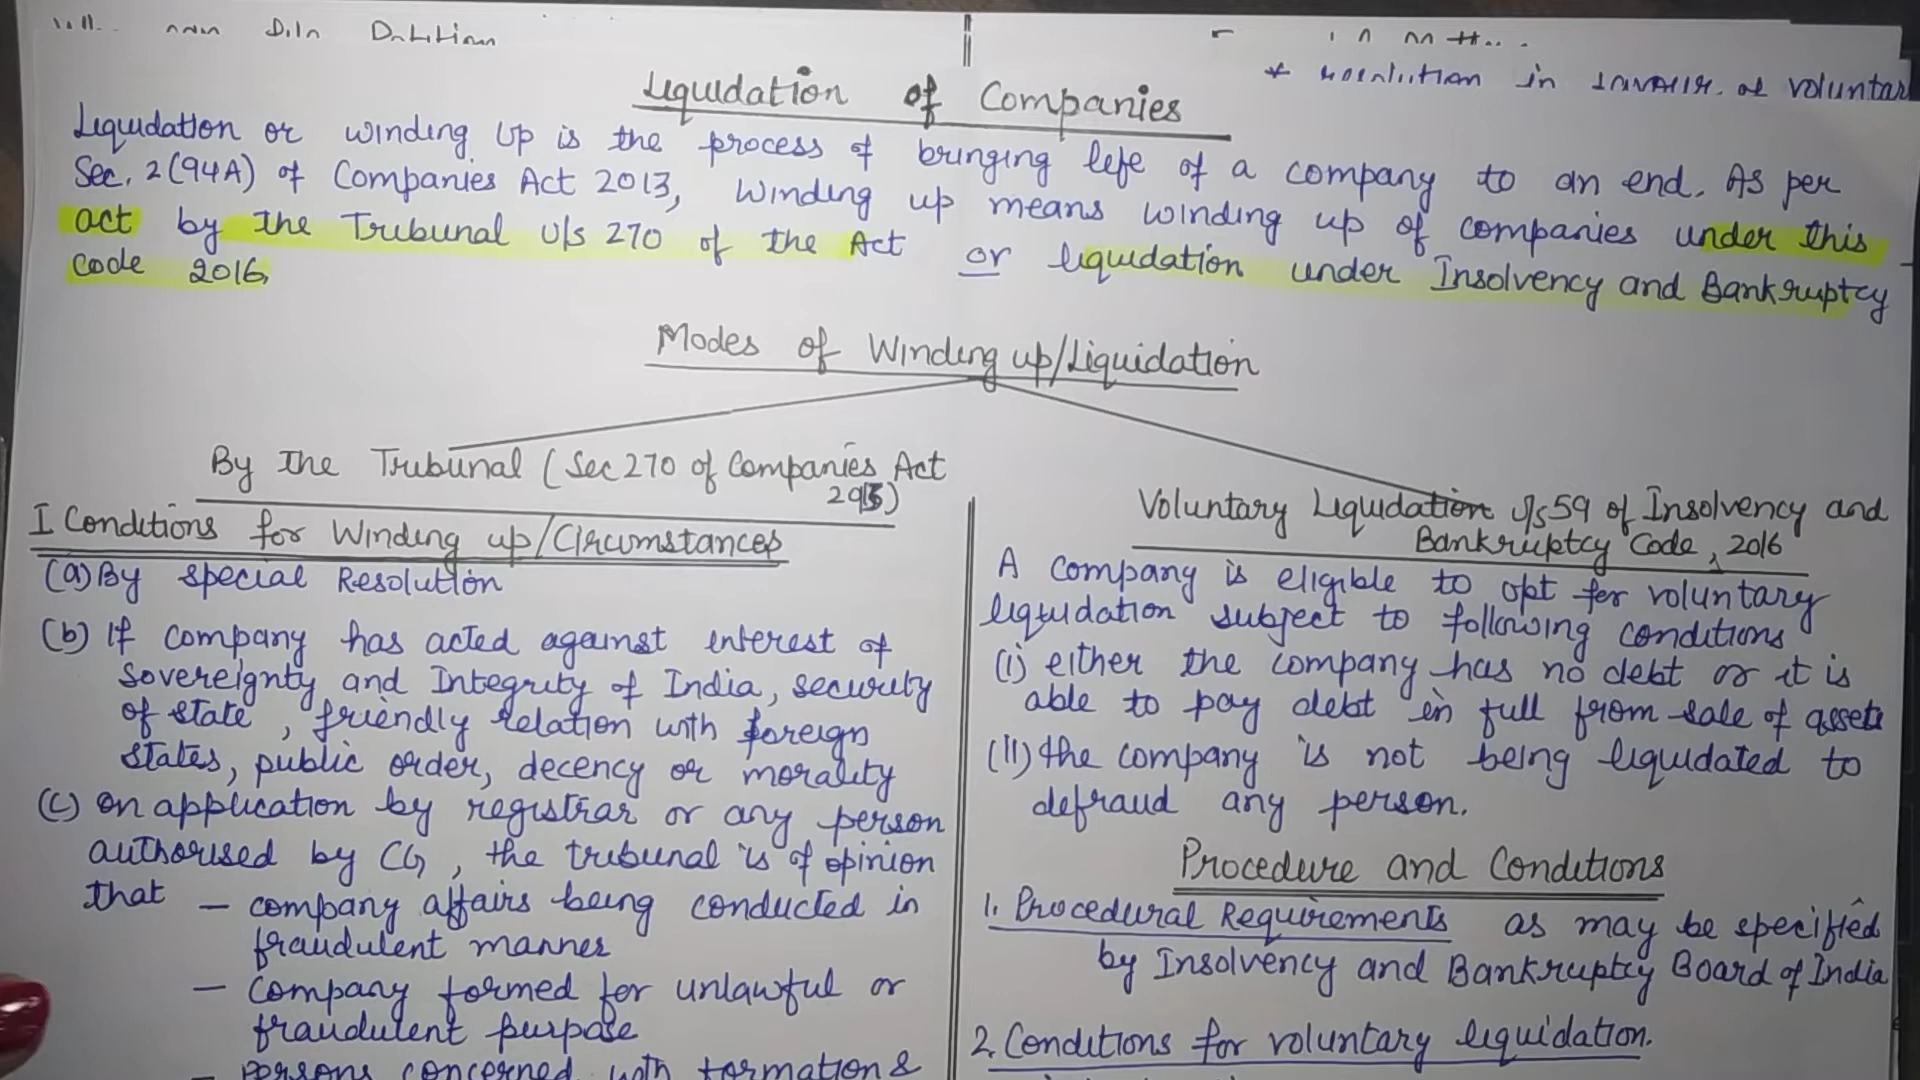 Liquidation of Companies
Liquidation or winding up is the process of bringing life of a company to an end. As per
Sec. 2(94A) of Companies Act 2013, Winding up means winding up of companies under this
act by the Tribunal u/s 270 of the Act or liquidation under Insolvency and Bankruptcy
Code 2016,
Modes of Winding up/Liquidation
By the Tribunal (Sec 270 of Companies Act
I Conditions for Winding up/Circumstances
(a) By special Resolution
(b) If company has acted against interest of
sovereignty and Integrity of India, security
of state, friendly relation with foreign
states, public order, decency or morality
(c) on application by registrar or any person
authorised by CG, the tribunal is of opinion
that - company affairs being conducted in
fraudulent manner
- company formed for unlawful or
fraudulent purpose
- persons concerned with formation &
Voluntary Liquidation u/s 59 of Insolvency and
Bankruptcy Code, 2016
A company is eligible to opt for voluntary
liquidation subject to following conditions
(i) either the company has no debt or it is
able to pay debt in full from sale of assets
(II) the company is not being liquidated to
defraud any person.
Procedure and Conditions
1. Procedural Requirements as may be specified
by Insolvency and Bankruptcy Board of India
2. Conditions for voluntary liquidation.